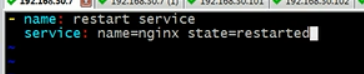 192.168.30.7 192.168.30.7 (1) 192.168.30.101 192.168.30.102
- name: restart service
service: name=nginx state=restarted
~
~